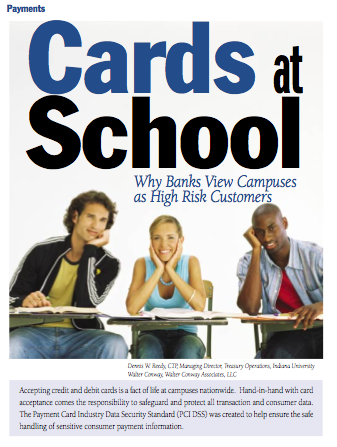 Payments
Cards at
School
Why Banks View Campuses
as High Risk Customers
Dennis W. Reedy, CTP, Managing Director, Treasury Operations, Indiana University
Walter Conway, Walter Conway Associates, LLC
Accepting credit and debit cards is a fact of life at campuses nationwide. Hand-in-hand with card
acceptance comes the responsibility to safeguard and protect all transaction and consumer data.
The Payment Card Industry Data Security Standard (PCI DSS) was created to help ensure the safe
handling of sensitive consumer payment information.